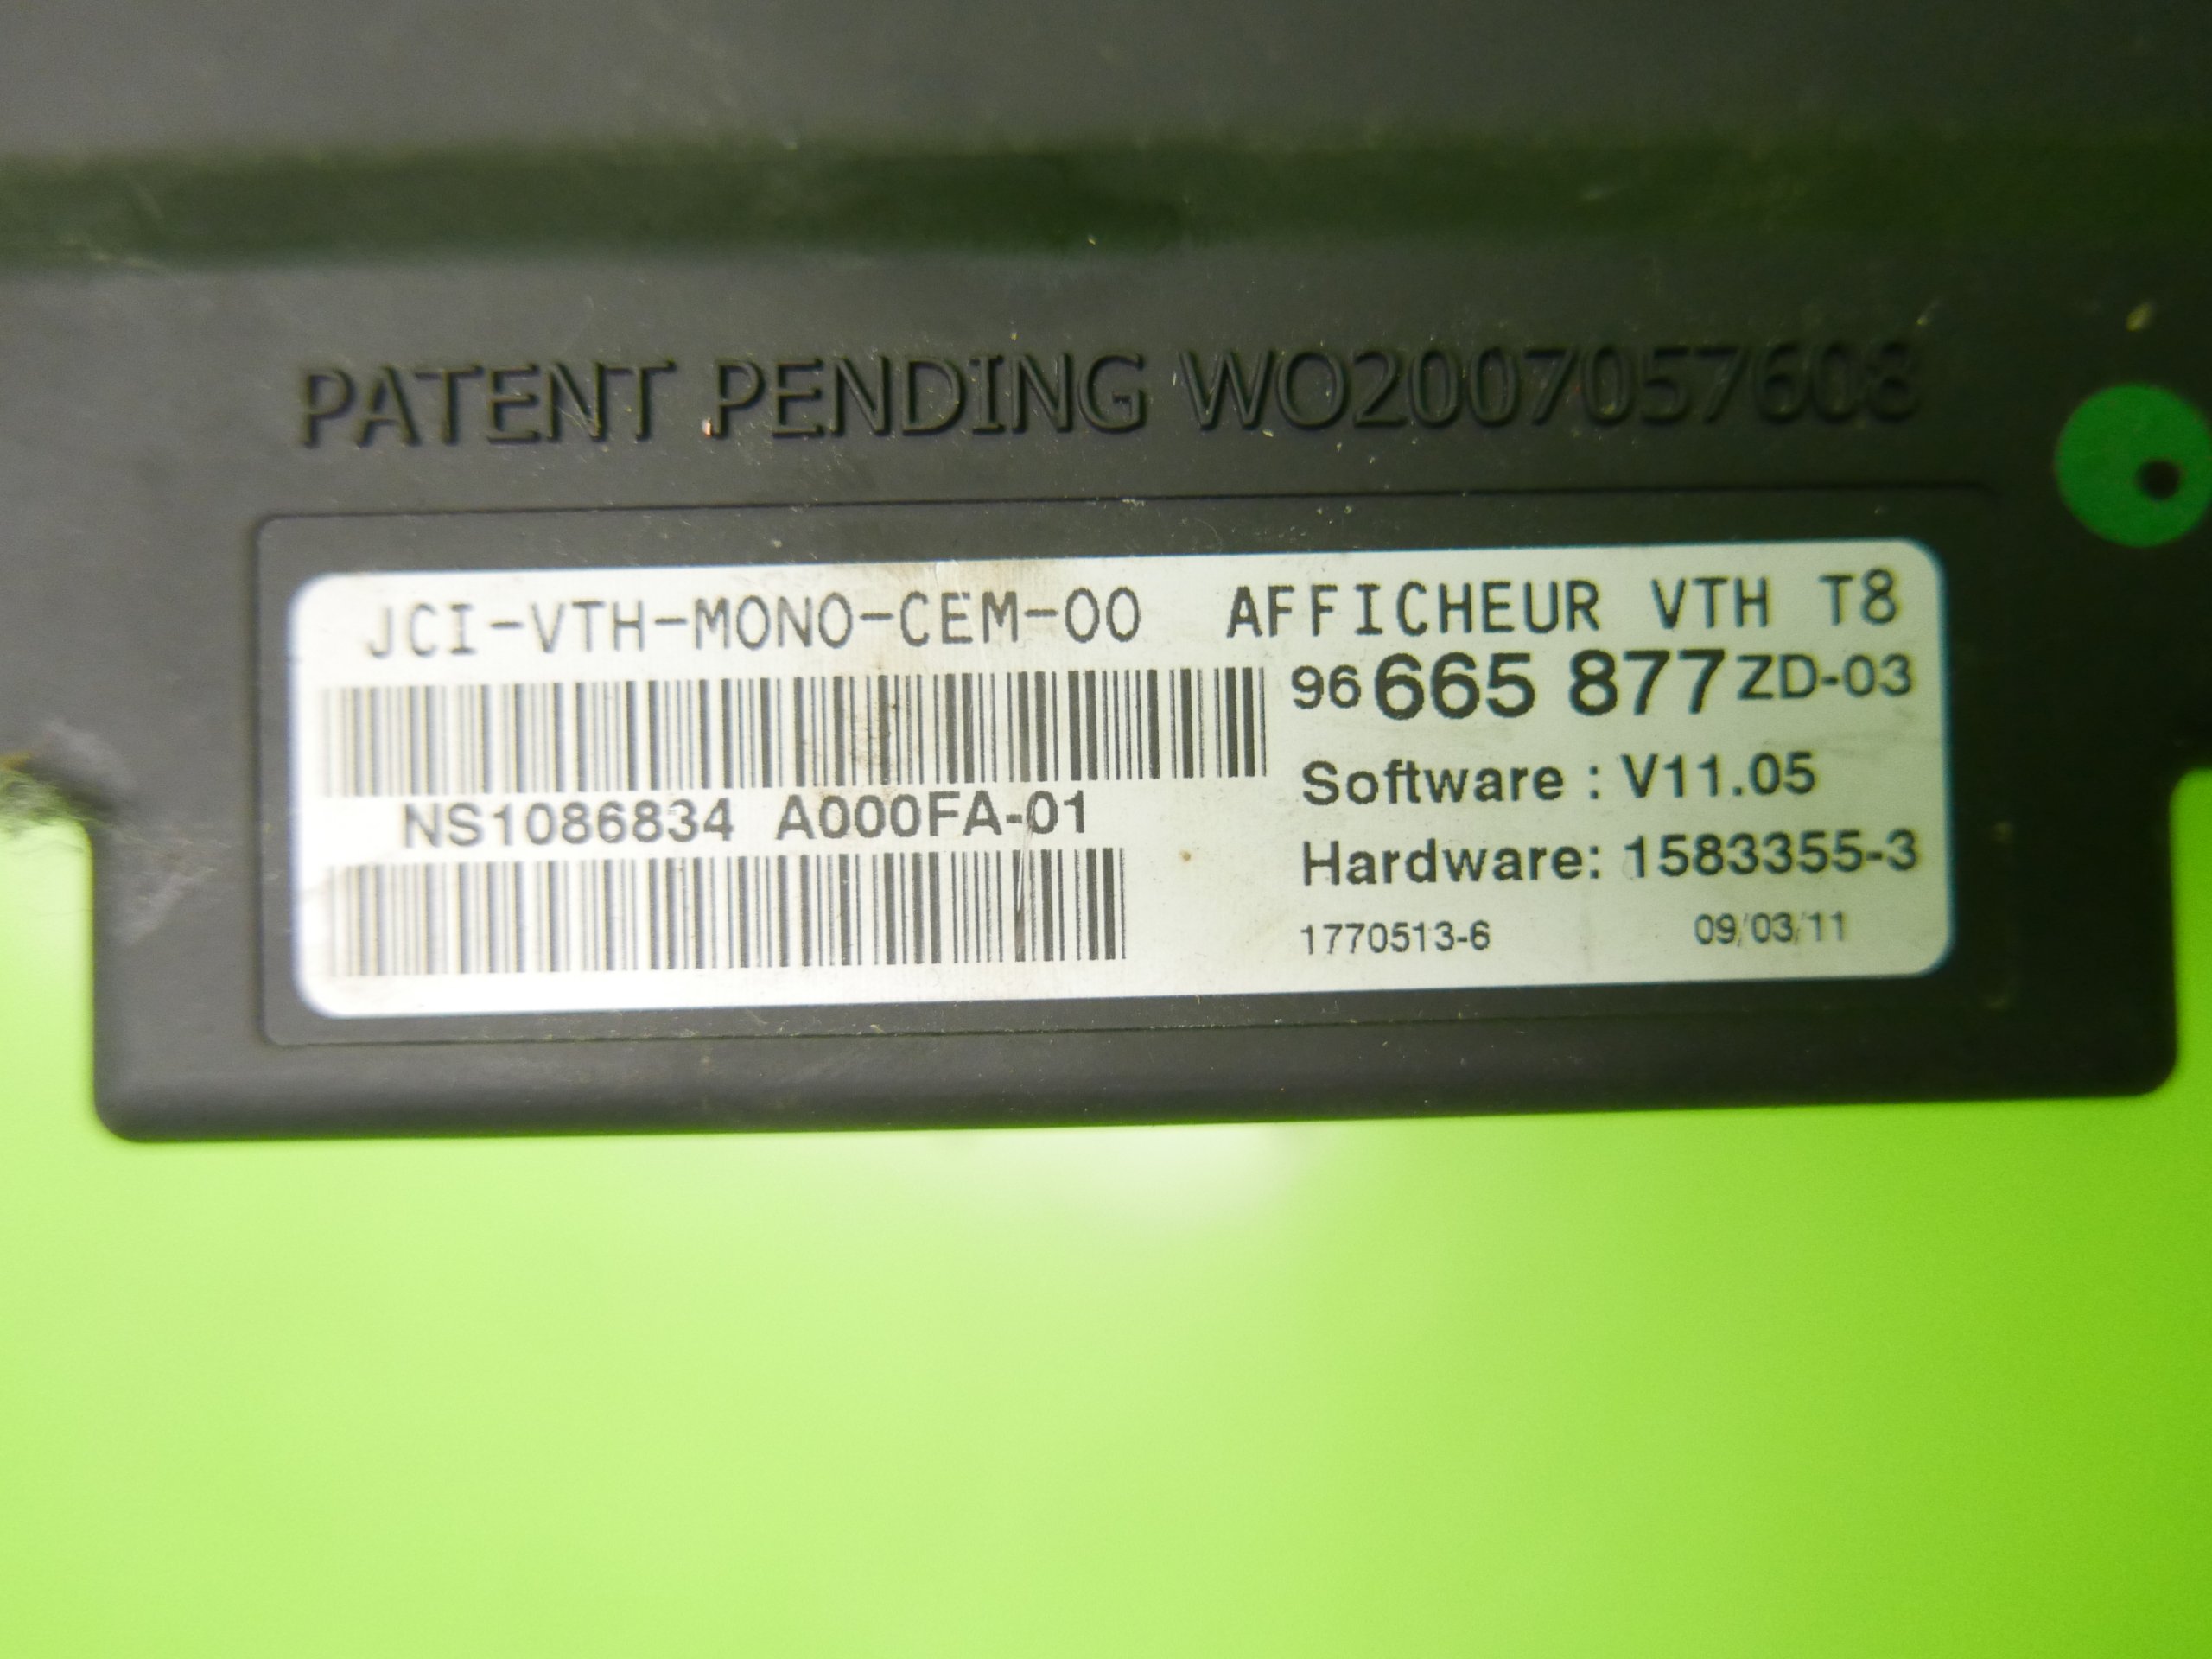 PATENT PENDING WO2007057608
JCI-VTH-MONO-CEM-00 AFFICHEUR VTH T8
96 665 877 ZD-03
Software : V11.05
NS1086834 A000FA-01
Hardware: 1583355-3
1770513-6 09/03/11